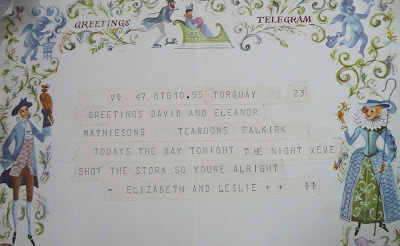 GREETINGS TELEGRAM
V✠ 47 GTG10.55 TORQUAY 23
GREETINGS DAVID AND ELEANOR
MATHIESONS TEAROOMS FALKIRK
TODAYS THE DAY TONIGHT THE NIGHT WEVE
SHOT THE STORK SO YOURE ALRIGHT
- ELIZABETH AND LESLIE + +